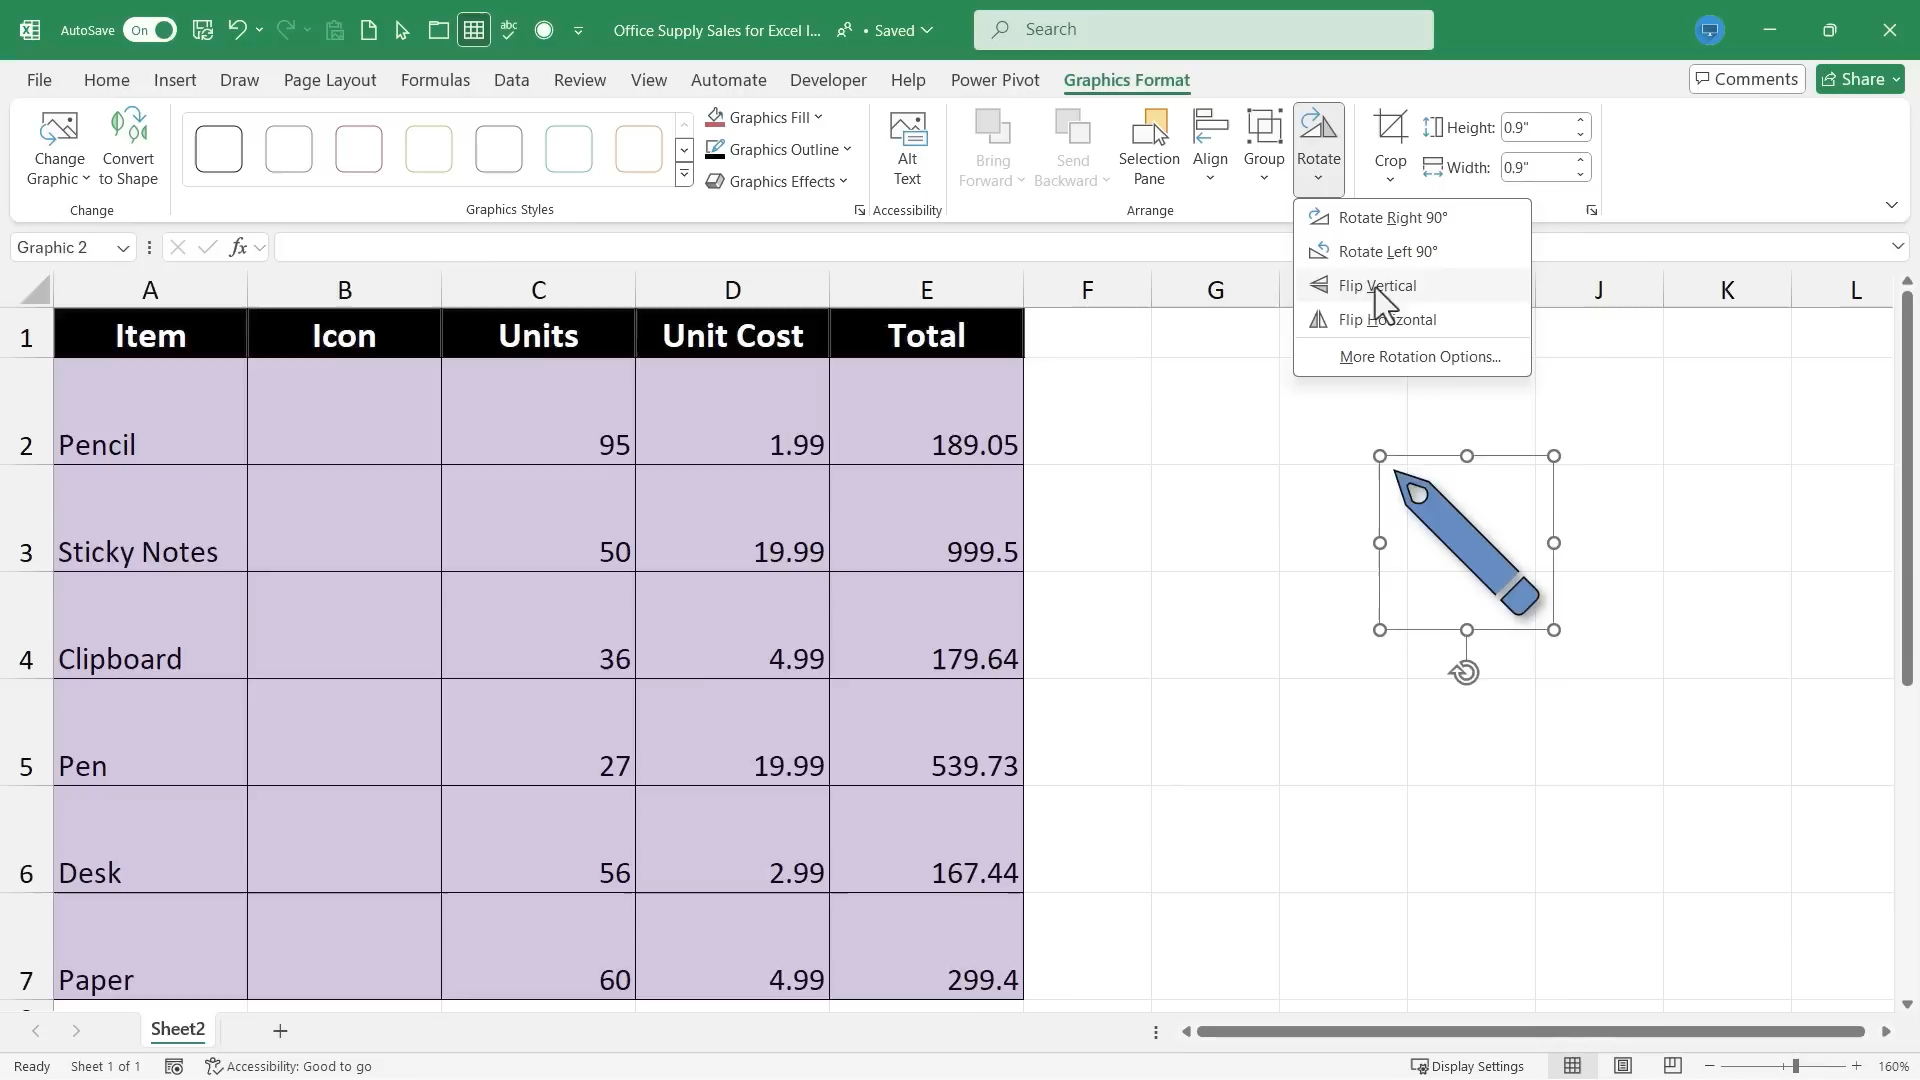 AutoSave On abc Office Supply Sales for Excel I... • Saved Search
File Home Insert Draw Page Layout Formulas Data Review View Automate Developer Help Power Pivot Graphics Format Comments Share
Change Graphic
Convert to Shape
Change
Graphics Styles
Graphics Fill
Graphics Outline
Graphics Effects
Alt Text
Accessibility
Bring Forward
Send Backward
Selection Pane
Align
Group
Rotate
Arrange
Crop
Height: 0.9"
Width: 0.9"
Rotate Right 90°
Rotate Left 90°
Flip Vertical
Flip Horizontal
More Rotation Options...
Graphic 2 fx
A B C D E F G J K L
1 Item Icon Units Unit Cost Total
2 Pencil 95 1.99 189.05
3 Sticky Notes 50 19.99 999.5
4 Clipboard 36 4.99 179.64
5 Pen 27 19.99 539.73
6 Desk 56 2.99 167.44
7 Paper 60 4.99 299.4
Sheet2
Ready Sheet 1 of 1 Accessibility: Good to go Display Settings 160%